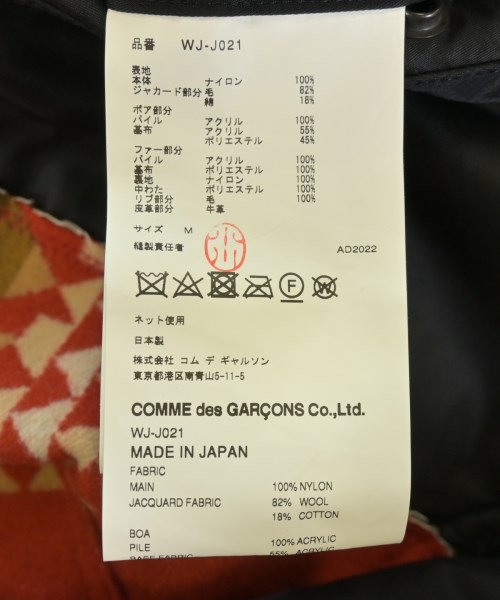 品番 WJ-J021
表地
本体 ナイロン 100%
ジャカード部分 毛 82%
綿 18%
ボア部分
パイル アクリル 100%
基布 アクリル 55%
ポリエステル 45%
ファー部分
パイル アクリル 100%
基布 ポリエステル 100%
裏地 ナイロン 100%
中わた ポリエステル 100%
リブ部分 毛 100%
皮革部分 牛革
サイズ M
縫製責任者
AD2022
F
W
ネット使用
日本製
株式会社 コム デ ギャルソン
東京都港区南青山5-11-5
COMME des GARÇONS Co.,Ltd.
WJ-J021
MADE IN JAPAN
FABRIC
MAIN 100% NYLON
JACQUARD FABRIC 82% WOOL
18% COTTON
BOA
PILE 100% ACRYLIC
BASE FABRIC 55% ACRYLIC